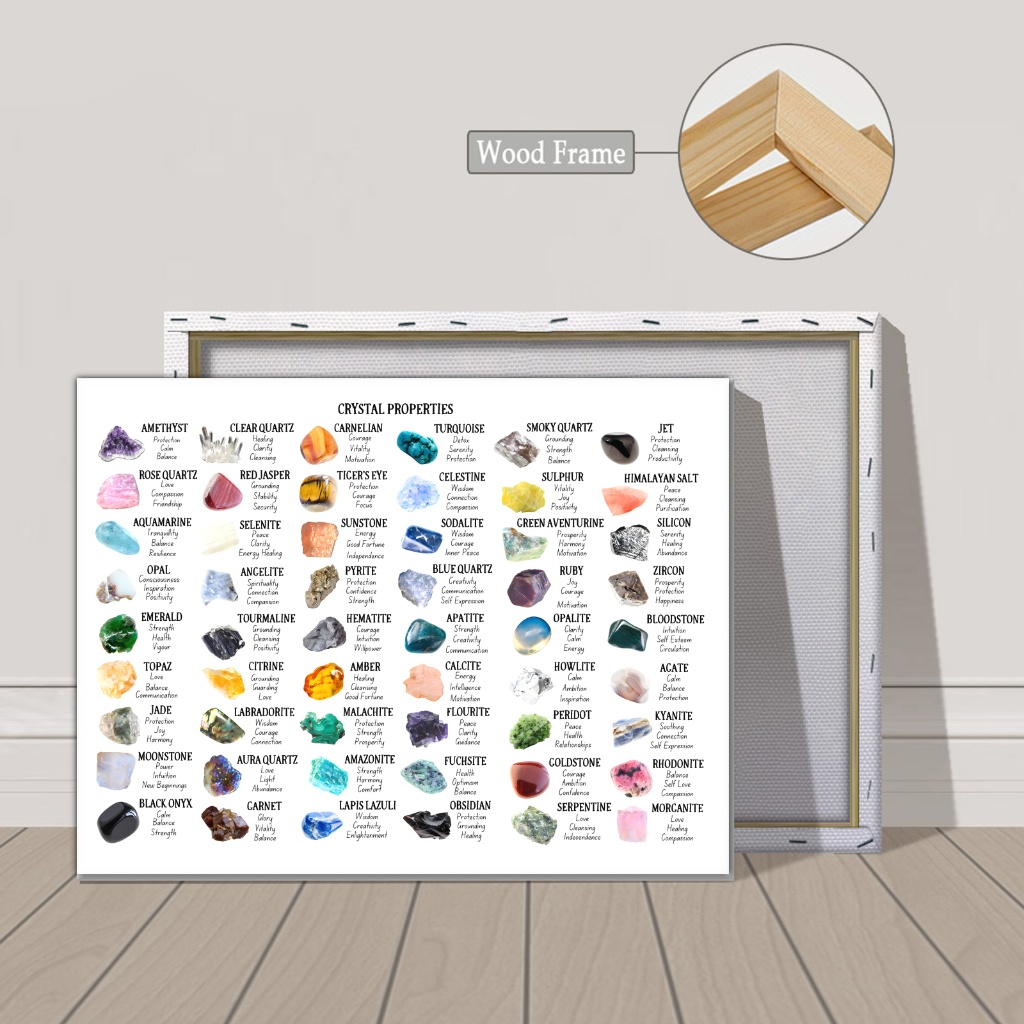 Wood Frame
CRYSTAL PROPERTIES
AMETHYST
Protection
Calm
Balance
CLEAR QUARTZ
Healing
Clarity
Cleansing
CARNELIAN
Courage
Vitality
Motivation
TURQUOISE
Detox
Serenity
Protection
SMOKY QUARTZ
Grounding
Strength
Balance
JET
Protection
Cleansing
Productivity
ROSE QUARTZ
Love
Compassion
Friendship
RED JASPER
Grounding
Stability
Security
TIGER'S EYE
Protection
Courage
Focus
CELESTINE
Wisdom
Connection
Compassion
SULPHUR
Vitality
Joy
Positivity
HIMALAYAN SALT
Peace
Cleansing
Purification
AQUAMARINE
Tranquility
Balance
Resilience
SELENITE
Peace
Clarity
Energy Healing
SUNSTONE
Energy
Good Fortune
Independence
SODALITE
Wisdom
Courage
Inner Peace
GREEN AVENTURINE
Prosperity
Harmony
Motivation
SILICON
Serenity
Healing
Abundance
OPAL
Consciousness
Inspiration
Positivity
ANGELITE
Spirituality
Connection
Compassion
PYRITE
Protection
Confidence
Strength
BLUE QUARTZ
Creativity
Communication
Self Expression
RUBY
Joy
Courage
Motivation
ZIRCON
Prosperity
Protection
Happiness
EMERALD
Strength
Health
Vigour
TOURMALINE
Grounding
Cleansing
Positivity
HEMATITE
Courage
Intuition
Willpower
APATITE
Strength
Creativity
Communication
OPALITE
Clarity
Calm
Energy
BLOODSTONE
Intuition
Self Esteem
Circulation
TOPAZ
Love
Balance
Communication
CITRINE
Grounding
Guarding
Love
AMBER
Healing
Cleansing
Good Fortune
CALCITE
Energy
Intelligence
Motivation
HOWLITE
Calm
Ambition
Inspiration
AGATE
Calm
Balance
Protection
JADE
Protection
Joy
Harmony
LABRADORITE
Wisdom
Courage
Connection
MALACHITE
Protection
Strength
Prosperity
FLOURITE
Peace
Clarity
Guidance
PERIDOT
Peace
Health
Relationships
KYANITE
Soothing
Connection
Self Expression
MOONSTONE
Power
Intuition
New Beginnings
AURA QUARTZ
Love
Light
Abundance
AMAZONITE
Strength
Harmony
Comfort
FUCHSITE
Health
Optimism
Balance
GOLDSTONE
Courage
Ambition
Confidence
RHODONITE
Balance
Self Love
Compassion
BLACK ONYX
Calm
Balance
Strength
GARNET
Glory
Vitality
Balance
LAPIS LAZULI
Wisdom
Creativity
Enlightenment
OBSIDIAN
Protection
Grounding
Healing
SERPENTINE
Love
Cleansing
Independence
MORGANITE
Love
Healing
Compassion